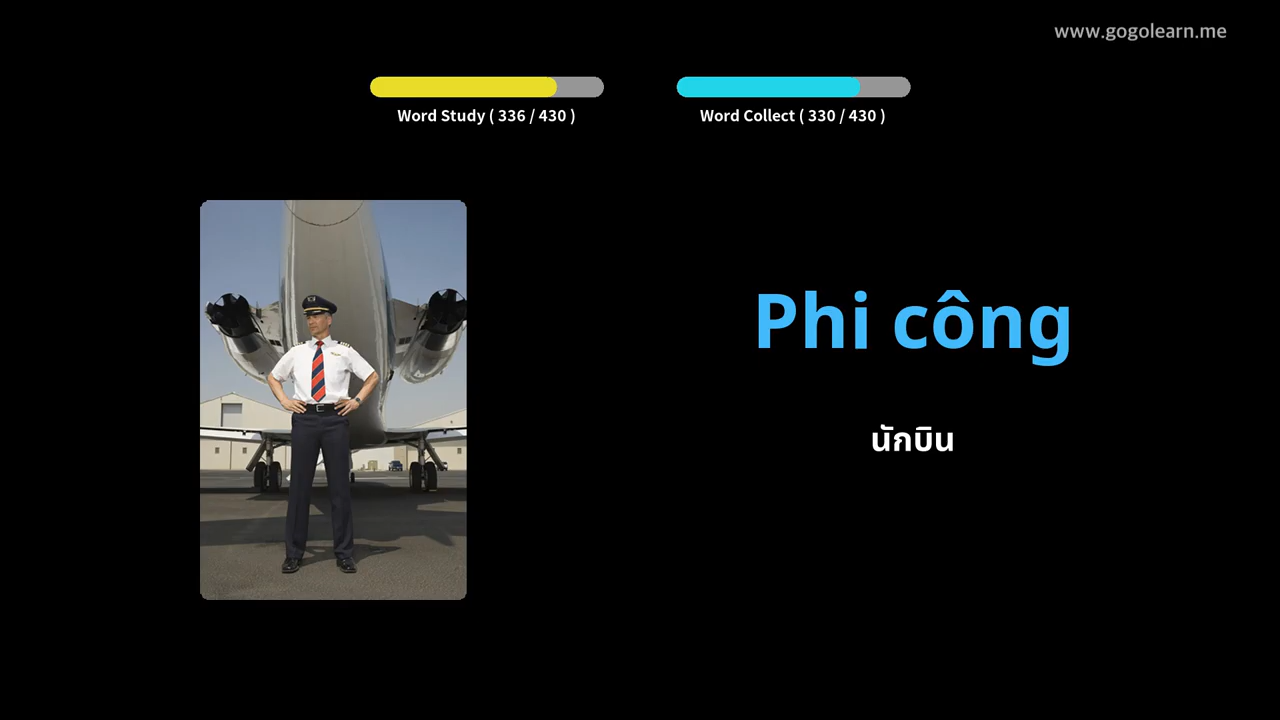 www.gogolearn.me
Word Study ( 336 / 430 )
Word Collect ( 330 / 430 )
Phi công
นักบิน